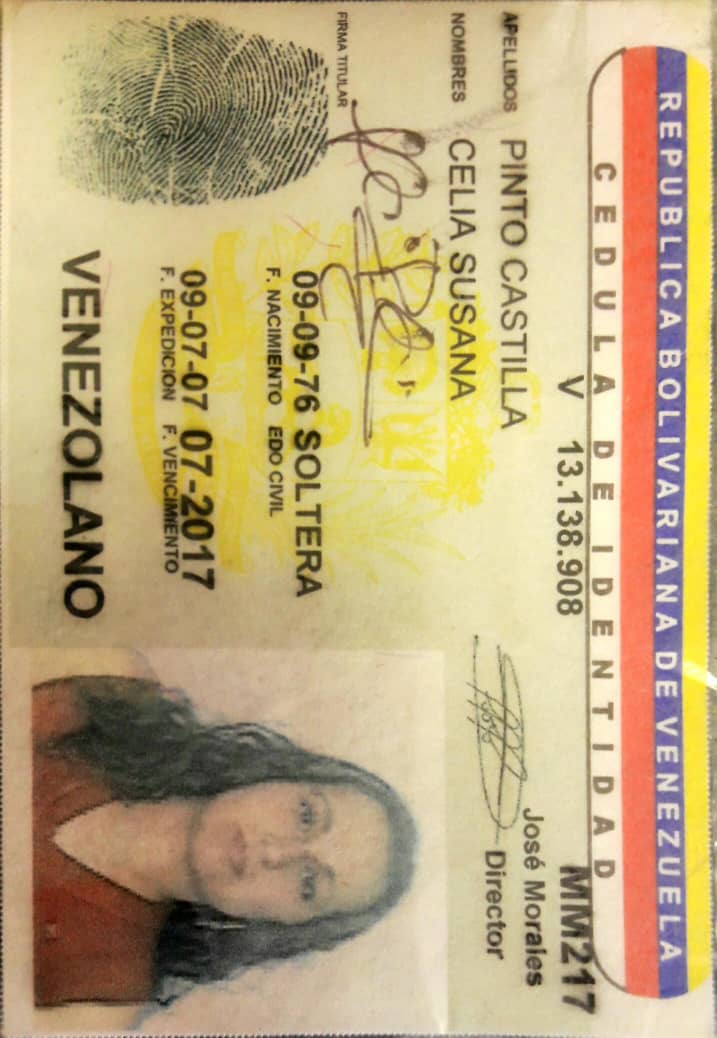 REPUBLICA BOLIVARIANA DE VENEZUELA
CEDULA DE IDENTIDAD
V 13.138.908
MM217
APELLIDOS PINTO CASTILLA
José Morales
Director
NOMBRES CELIA SUSANA
FIRMA TITULAR
09-09-76 SOLTERA
F. NACIMIENTO EDO CIVIL
09-07-07 07-2017
F. EXPEDICION F. VENCIMIENTO
VENEZOLANO